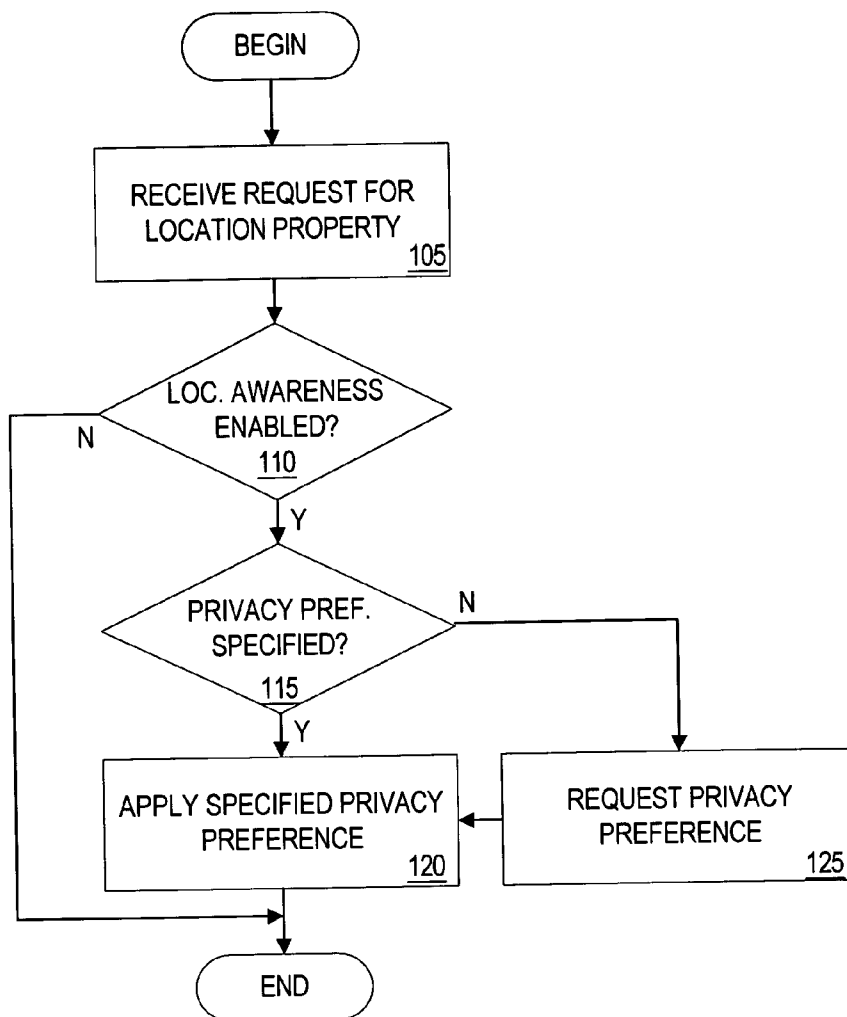 BEGIN
RECEIVE REQUEST FOR
LOCATION PROPERTY
105
LOC. AWARENESS
ENABLED?
110
N
Y
PRIVACY PREF.
SPECIFIED?
115
N
Y
APPLY SPECIFIED PRIVACY
PREFERENCE
120
REQUEST PRIVACY
PREFERENCE
125
END